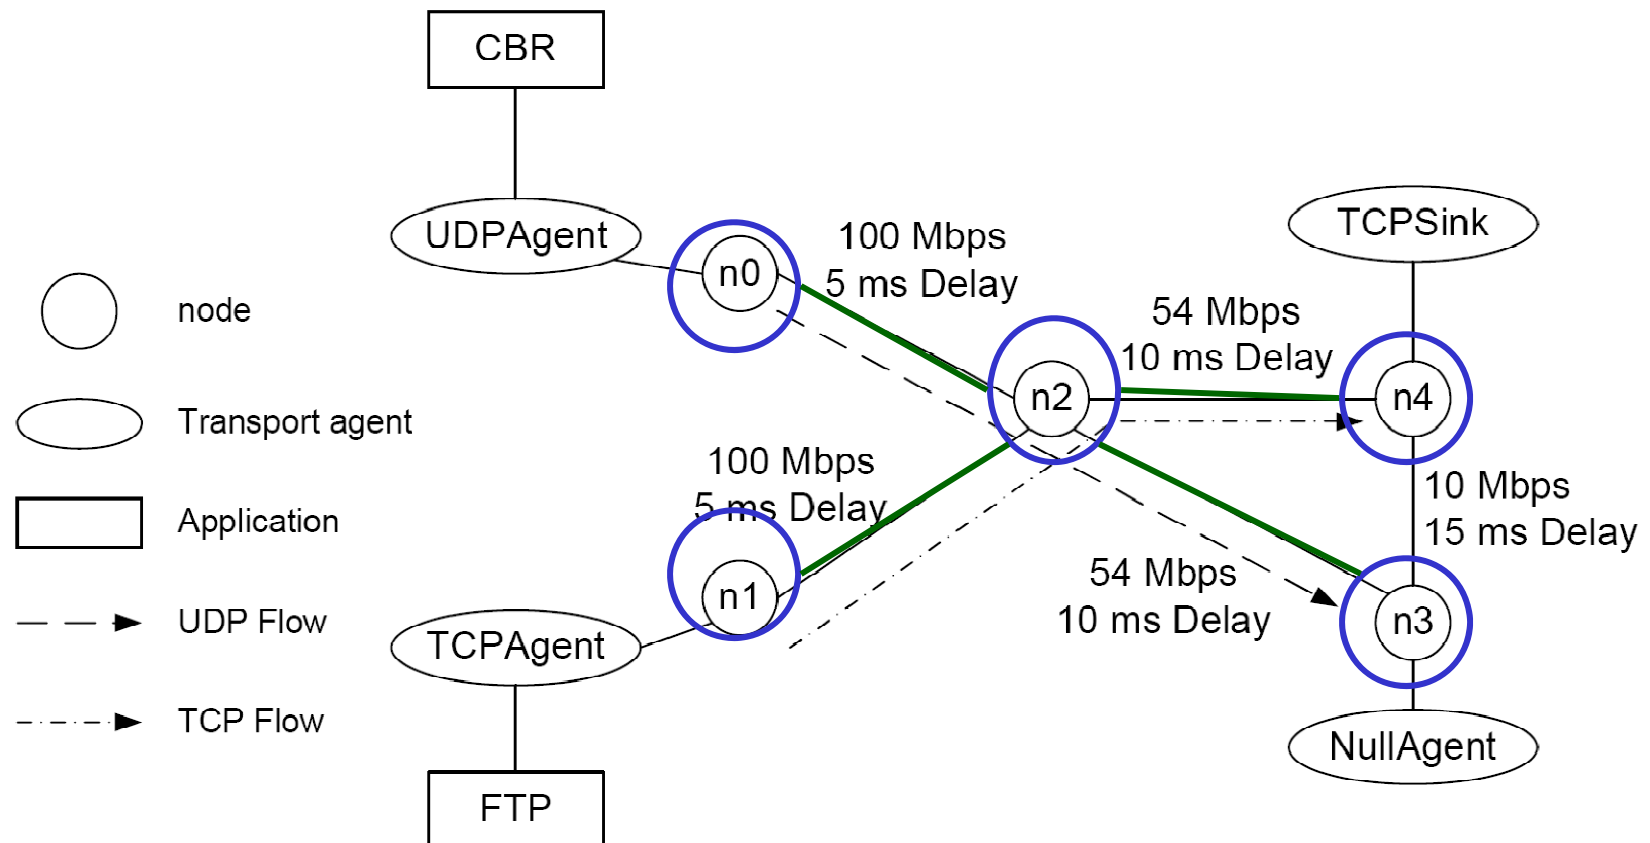 CBR
UDPAgent
n0
100 Mbps
5 ms Delay
TCPSink
node
54 Mbps
10 ms Delay
n2
n4
Transport agent
100 Mbps
5 ms Delay
10 Mbps
15 ms Delay
Application
54 Mbps
10 ms Delay
n1
n3
UDP Flow
TCPAgent
TCP Flow
NullAgent
FTP